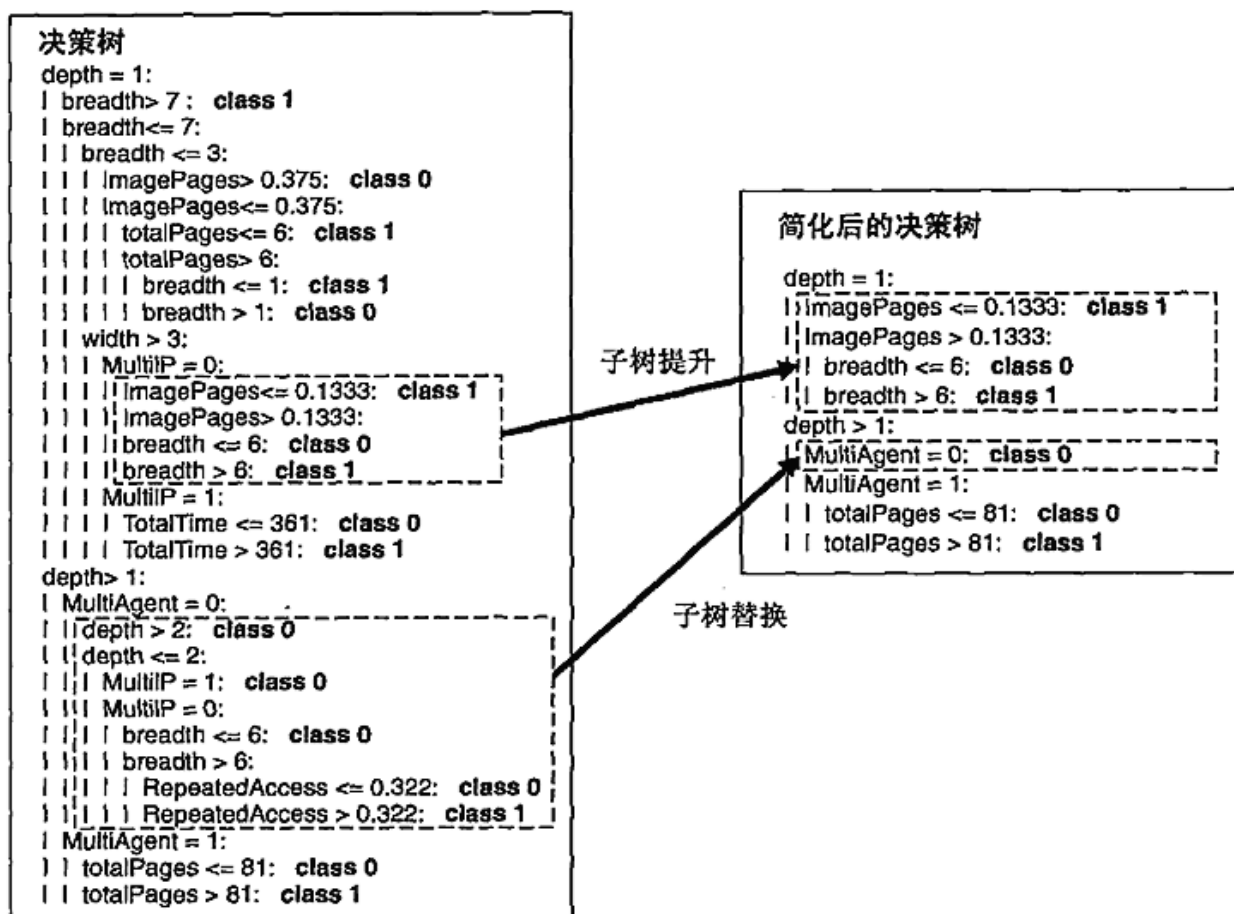 决策树
depth = 1:
| breadth> 7 : class 1
| breadth<= 7:
| | breadth <= 3:
| | | ImagePages> 0.375: class 0
| | | ImagePages<= 0.375:
| | | | totalPages<= 6: class 1
| | | | totalPages> 6:
| | | | | breadth <= 1: class 1
| | | | | breadth > 1: class 0
| | width > 3:
| | | MultiIP = 0:
| | | | ImagePages<= 0.1333: class 1
| | | | ImagePages> 0.1333:
| | | | breadth <= 6: class 0
| | | | breadth > 6: class 1
| | | MultiIP = 1:
| | | | TotalTime <= 361: class 0
| | | | TotalTime > 361: class 1
depth> 1:
| MultiAgent = 0:
| | depth > 2: class 0
| | depth <= 2:
| | | MultiIP = 1: class 0
| | | MultiIP = 0:
| | | | breadth <= 6: class 0
| | | | breadth > 6:
| | | | | RepeatedAccess <= 0.322: class 0
| | | | | RepeatedAccess > 0.322: class 1
| MultiAgent = 1:
| | totalPages <= 81: class 0
| | totalPages > 81: class 1
子树提升
子树替换
简化后的决策树
depth = 1:
| ImagePages <= 0.1333: class 1
| ImagePages > 0.1333:
| | breadth <= 6: class 0
| | breadth > 6: class 1
depth > 1:
| MultiAgent = 0: class 0
| MultiAgent = 1:
| | totalPages <= 81: class 0
| | totalPages > 81: class 1